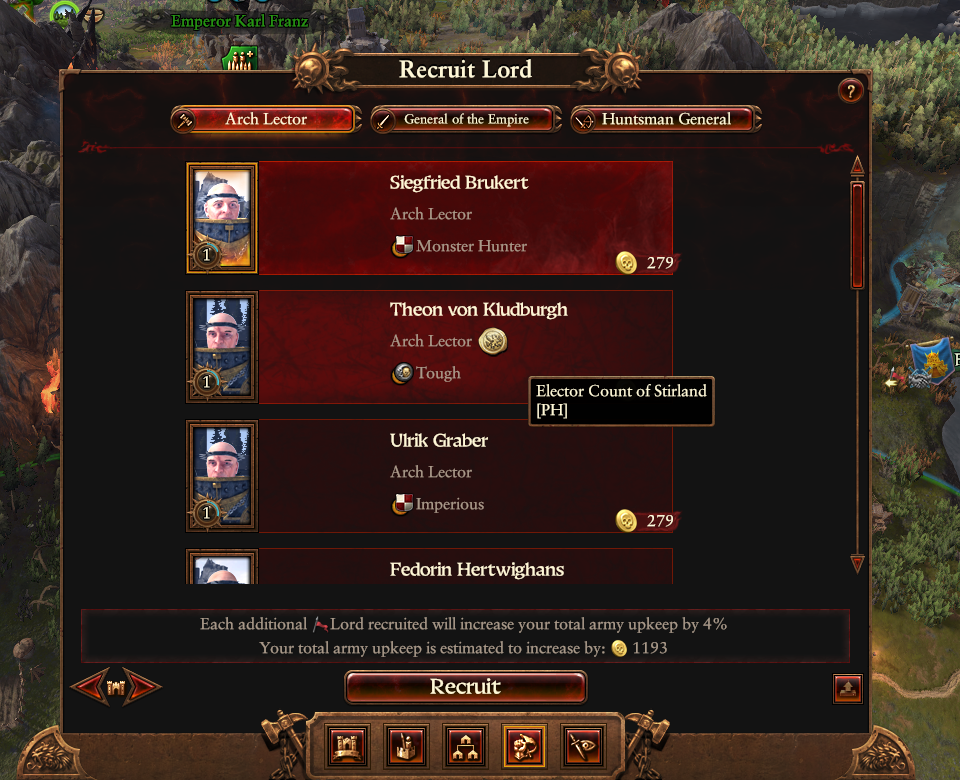 Emperor Karl Franz
Recruit Lord
?
Arch Lector
General of the Empire
Huntsman General
Siegfried Brukert
Arch Lector
Monster Hunter
1
279
Theon von Kludburgh
Arch Lector
Tough
1
Elector Count of Stirland
[PH]
Ulrik Graber
Arch Lector
Imperious
1
279
Fedorin Hertwighans
Each additional Lord recruited will increase your total army upkeep by 4%
Your total army upkeep is estimated to increase by: 1193
Recruit